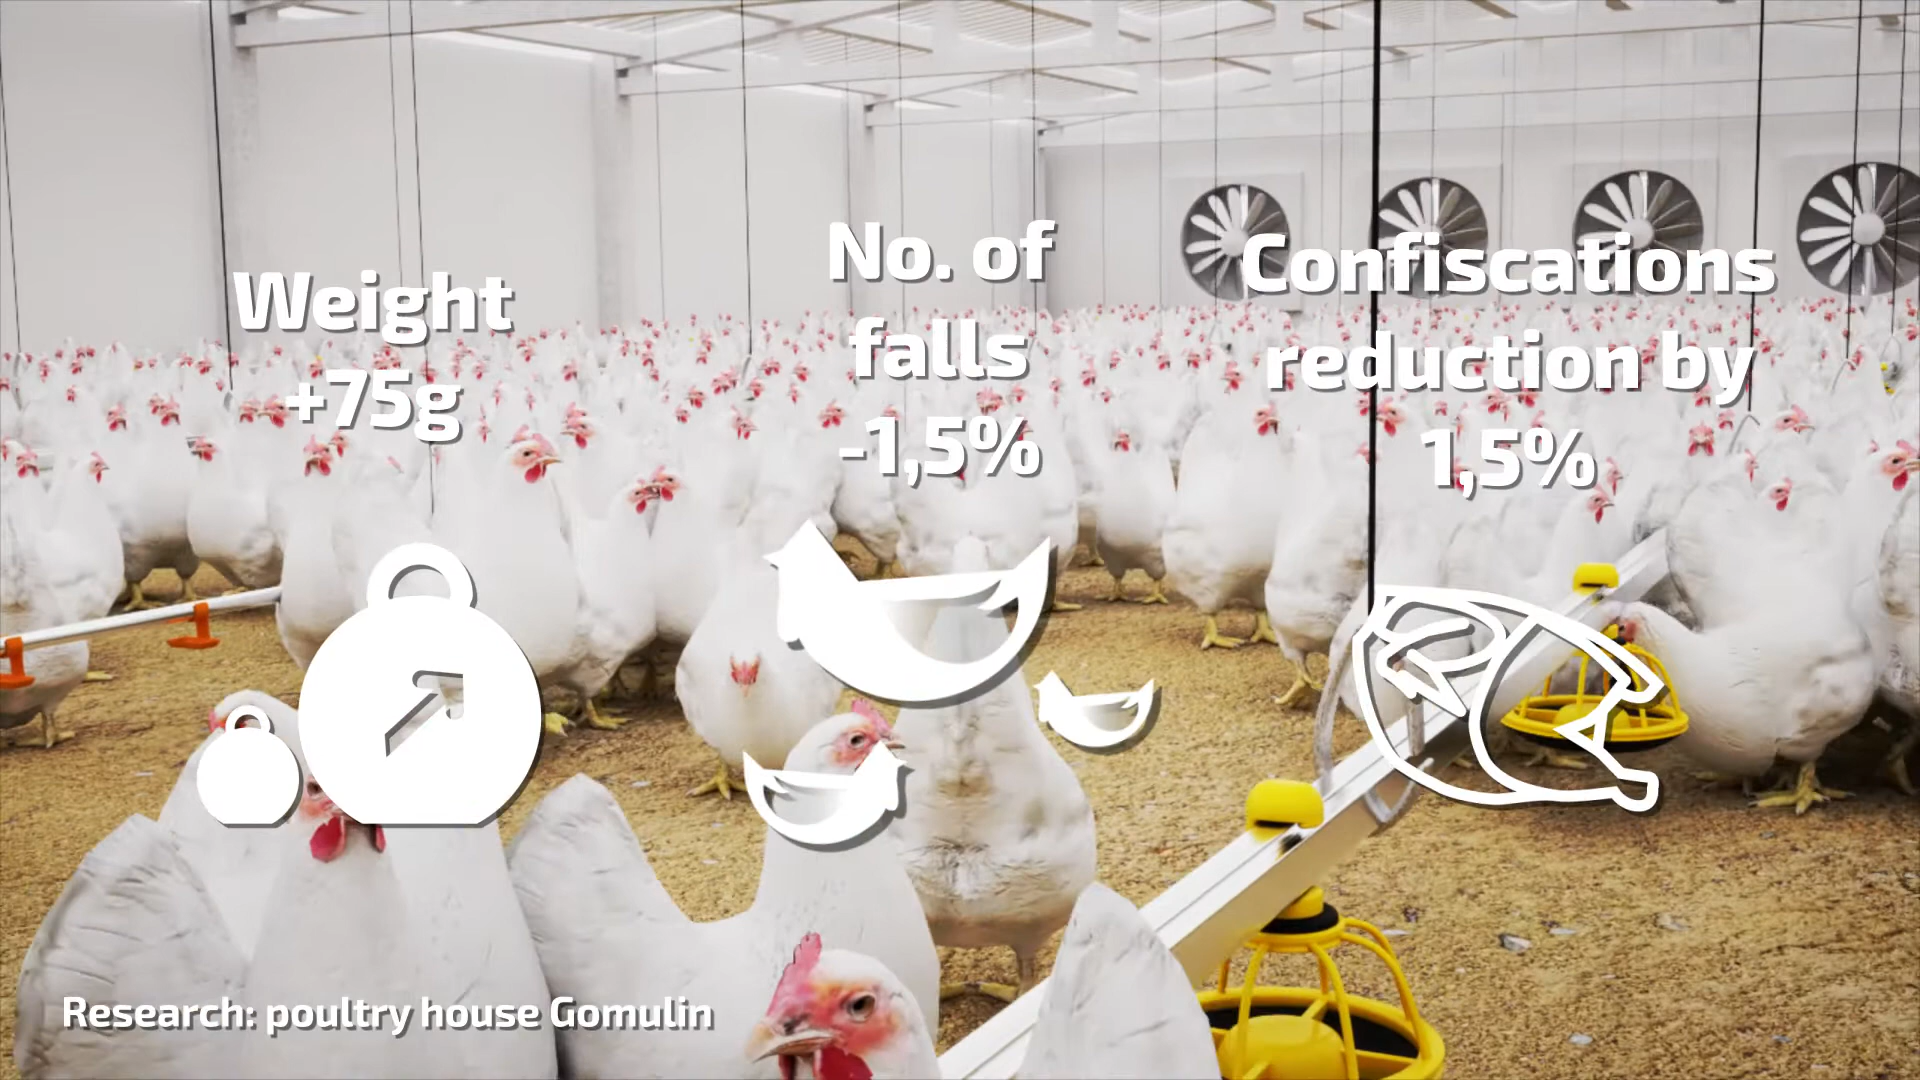 Weight
+75g
No. of
falls
-1,5%
Confiscations
reduction by
1,5%
Research: poultry house Gomulin